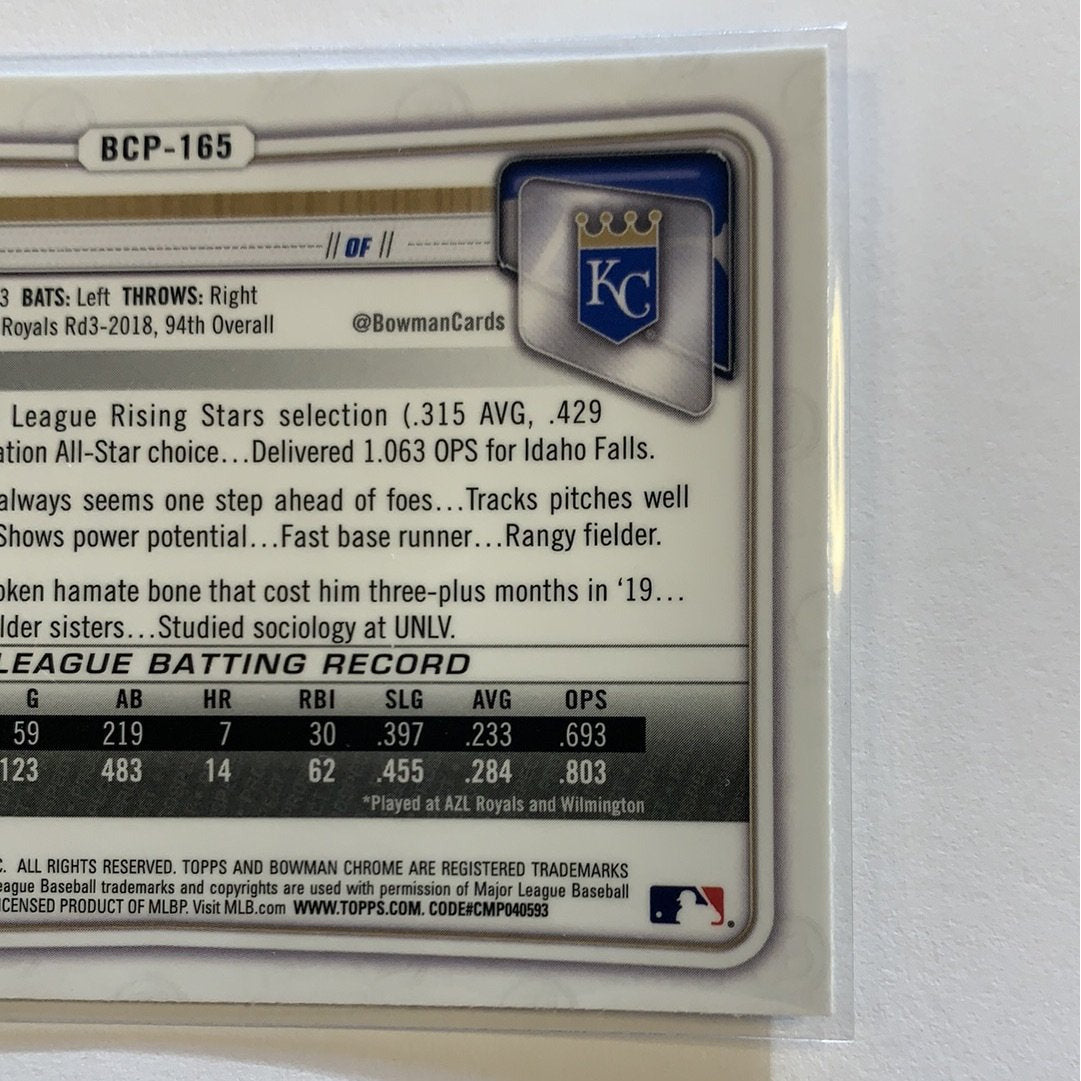 BCP-165
// OF //
KC
3 BATS: Left THROWS: Right
Royals Rd3-2018, 94th Overall
@BowmanCards
League Rising Stars selection (.315 AVG, .429
ation All-Star choice...Delivered 1.063 OPS for Idaho Falls.
always seems one step ahead of foes...Tracks pitches well
Shows power potential...Fast base runner...Rangy fielder.
oken hamate bone that cost him three-plus months in ‘19...
lder sisters...Studied sociology at UNLV.
LEAGUE BATTING RECORD
G AB HR RBI SLG AVG OPS
59 219 7 30 .397 .233 .693
123 483 14 62 .455 .284 .803
*Played at AZL Royals and Wilmington
C. ALL RIGHTS RESERVED. TOPPS AND BOWMAN CHROME ARE REGISTERED TRADEMARKS
eague Baseball trademarks and copyrights are used with permission of Major League Baseball
ICENSED PRODUCT OF MLBP. Visit MLB.com WWW.TOPPS.COM. CODE#CMP040593